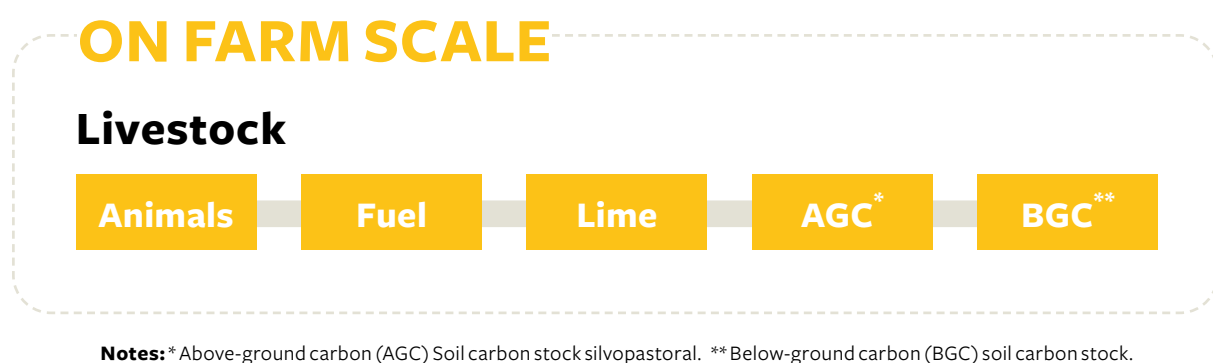 ON FARM SCALE
Livestock
Animals Fuel Lime AGC* BGC**
Notes: * Above-ground carbon (AGC) Soil carbon stock silvopastoral. ** Below-ground carbon (BGC) soil carbon stock.